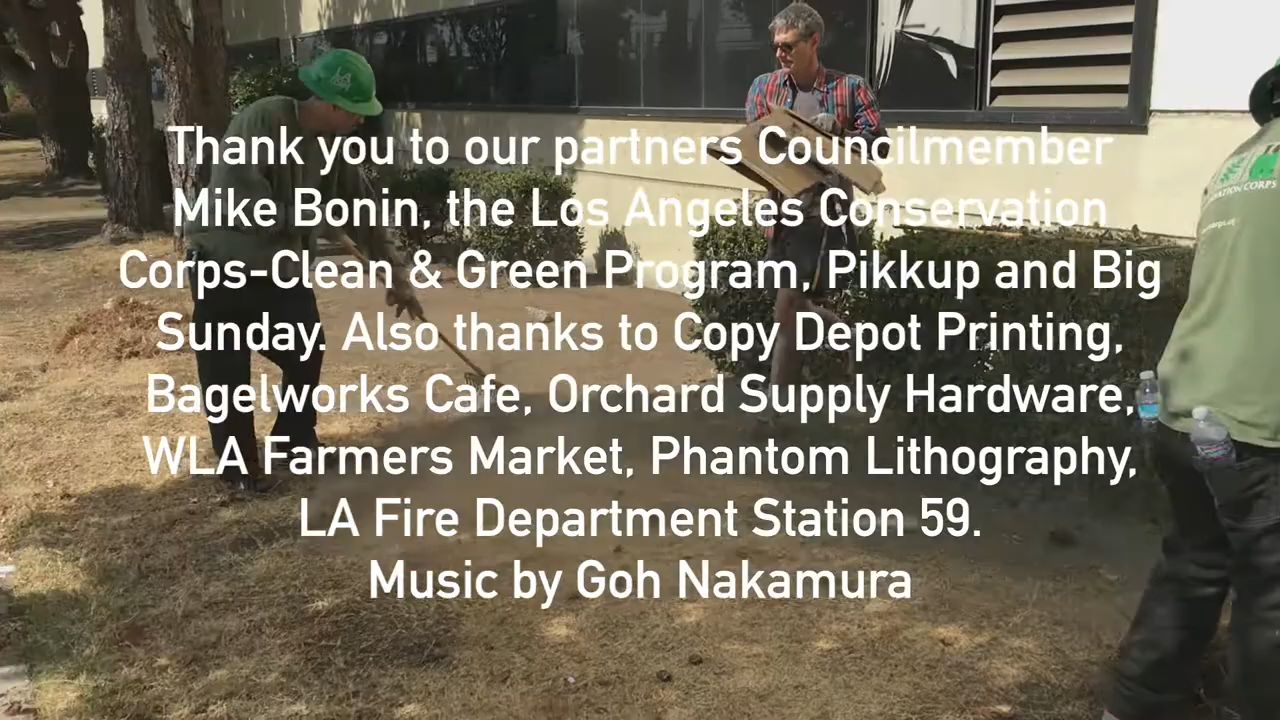 Thank you to our partners Councilmember
Mike Bonin, the Los Angeles Conservation
Corps-Clean & Green Program, Pikkup and Big
Sunday. Also thanks to Copy Depot Printing,
Bagelworks Cafe, Orchard Supply Hardware,
WLA Farmers Market, Phantom Lithography,
LA Fire Department Station 59.
Music by Goh Nakamura